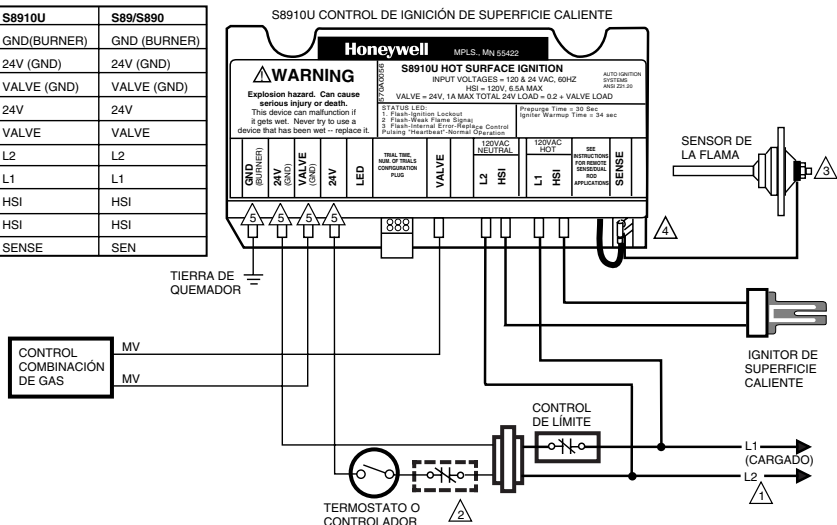 S8910U CONTROL DE IGNICIÓN DE SUPERFICIE CALIENTE
S8910U S89/S890
GND(BURNER) GND (BURNER)
24V (GND) 24V (GND)
VALVE (GND) VALVE (GND)
24V 24V
VALVE VALVE
L2 L2
L1 L1
HSI HSI
HSI HSI
SENSE SEN
Honeywell MPLS., MN 55422
WARNING
Explosion hazard. Can cause
serious injury or death.
This device can malfunction if
it gets wet. Never try to use a
device that has been wet -- replace it.
570A0056
S8910U HOT SURFACE IGNITION
INPUT VOLTAGES = 120 & 24 VAC, 60HZ
HSI = 120V, 6.5A MAX
VALVE = 24V, 1A MAX TOTAL 24V LOAD = 0.2 + VALVE LOAD
AUTO IGNITION
SYSTEMS
ANSI Z21.20
STATUS LED:
1. Flash-Ignition Lockout
2 Flash-Weak Flame Signal
3 Flash-Internal Error-Replace Control
Pulsing "Heartbeat"-Normal Operation
Prepurge Time = 30 Sec
Igniter Warmup Time = 34 sec
GND
(BURNER)
24V
(GND)
VALVE
(GND)
24V
LED
TRIAL TIME,
NUM. OF TRIALS
CONFIGURATION
PLUG
VALVE
120VAC
NEUTRAL
L2
HSI
120VAC
HOT
L1
HSI
SEE
INSTRUCTIONS
FOR REMOTE
SENSE/DUAL
ROD
APPLICATIONS
SENSE
5 5 5 5
888
4
SENSOR DE
LA FLAMA
3
TIERRA DE
QUEMADOR
CONTROL
COMBINACIÓN
DE GAS
MV
MV
IGNITOR DE
SUPERFICIE
CALIENTE
CONTROL
DE LÍMITE
L1
(CARGADO)
L2
1
TERMOSTATO O
CONTROLADOR
2